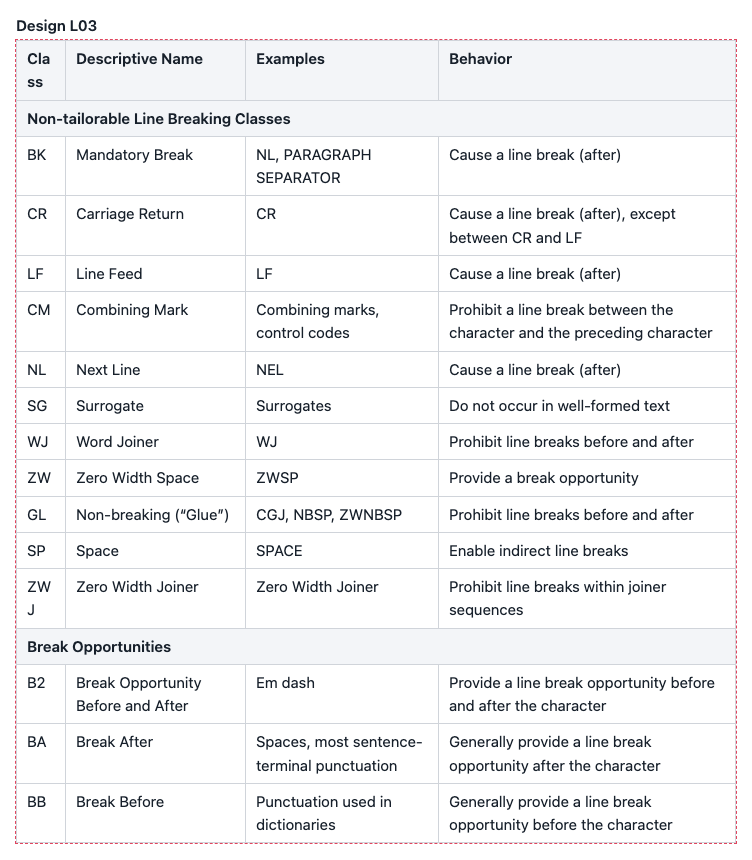 Design L03
Cla
ss
Descriptive Name
Examples
Behavior
Non-tailorable Line Breaking Classes
BK
Mandatory Break
NL, PARAGRAPH
SEPARATOR
Cause a line break (after)
CR
Carriage Return
CR
Cause a line break (after), except
between CR and LF
LF
Line Feed
LF
Cause a line break (after)
CM
Combining Mark
Combining marks,
control codes
Prohibit a line break between the
character and the preceding character
NL
Next Line
NEL
Cause a line break (after)
SG
Surrogate
Surrogates
Do not occur in well-formed text
WJ
Word Joiner
WJ
Prohibit line breaks before and after
ZW
Zero Width Space
ZWSP
Provide a break opportunity
GL
Non-breaking (“Glue”)
CGJ, NBSP, ZWNBSP
Prohibit line breaks before and after
SP
Space
SPACE
Enable indirect line breaks
ZW
J
Zero Width Joiner
Zero Width Joiner
Prohibit line breaks within joiner
sequences
Break Opportunities
B2
Break Opportunity
Before and After
Em dash
Provide a line break opportunity before
and after the character
BA
Break After
Spaces, most sentence-
terminal punctuation
Generally provide a line break
opportunity after the character
BB
Break Before
Punctuation used in
dictionaries
Generally provide a line break
opportunity before the character